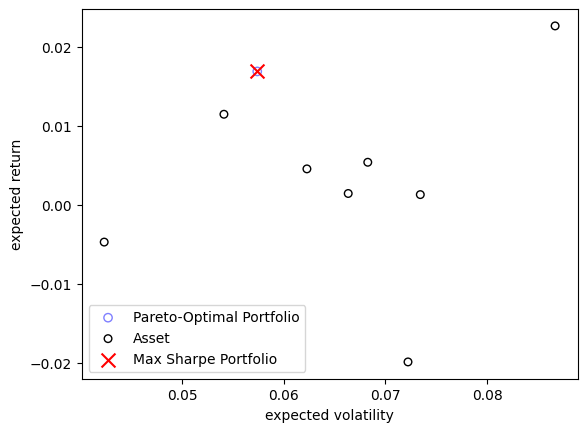 0.02
0.01
0.00
−0.01
−0.02
expected return
Pareto-Optimal Portfolio
Asset
Max Sharpe Portfolio
0.05 0.06 0.07 0.08
expected volatility